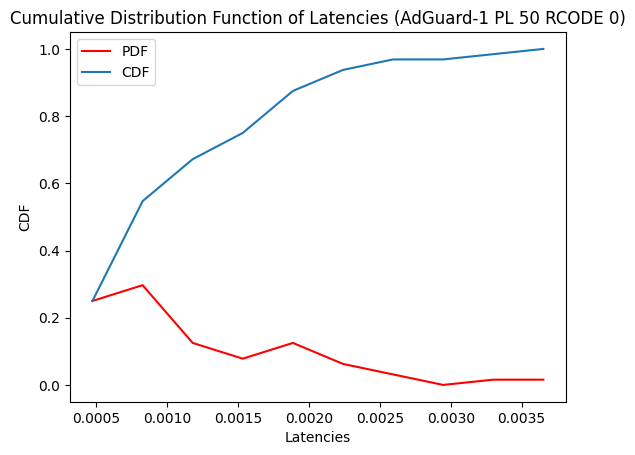 Cumulative Distribution Function of Latencies (AdGuard-1 PL 50 RCODE 0)
PDF
CDF
1.0
0.8
0.6
0.4
0.2
0.0
CDF
0.0005 0.0010 0.0015 0.0020 0.0025 0.0030 0.0035
Latencies